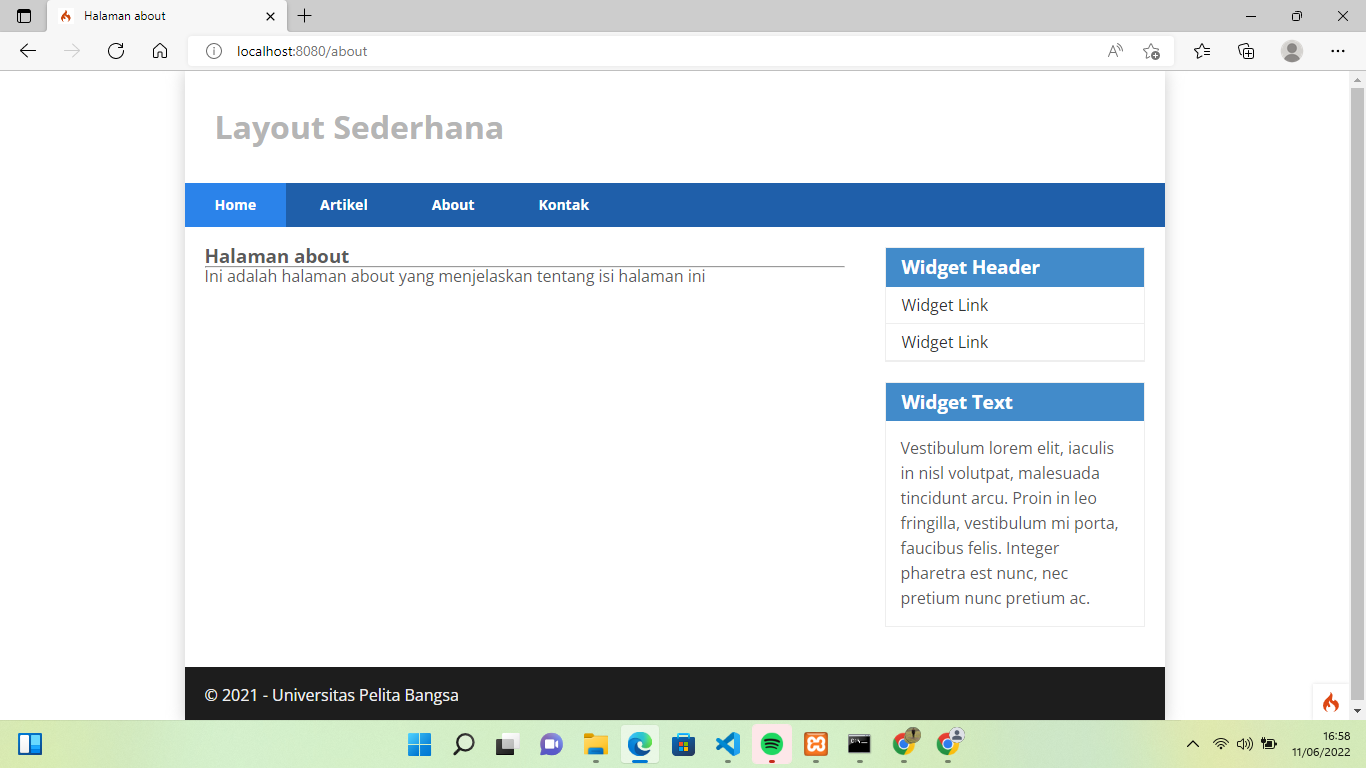 Halaman about
localhost:8080/about
Layout Sederhana
Home Artikel About Kontak
Halaman about
Ini adalah halaman about yang menjelaskan tentang isi halaman ini
Widget Header
Widget Link
Widget Link
Widget Text
Vestibulum lorem elit, iaculis
in nisl volutpat, malesuada
tincidunt arcu. Proin in leo
fringilla, vestibulum mi porta,
faucibus felis. Integer
pharetra est nunc, nec
pretium nunc pretium ac.
© 2021 - Universitas Pelita Bangsa
16:58
11/06/2022